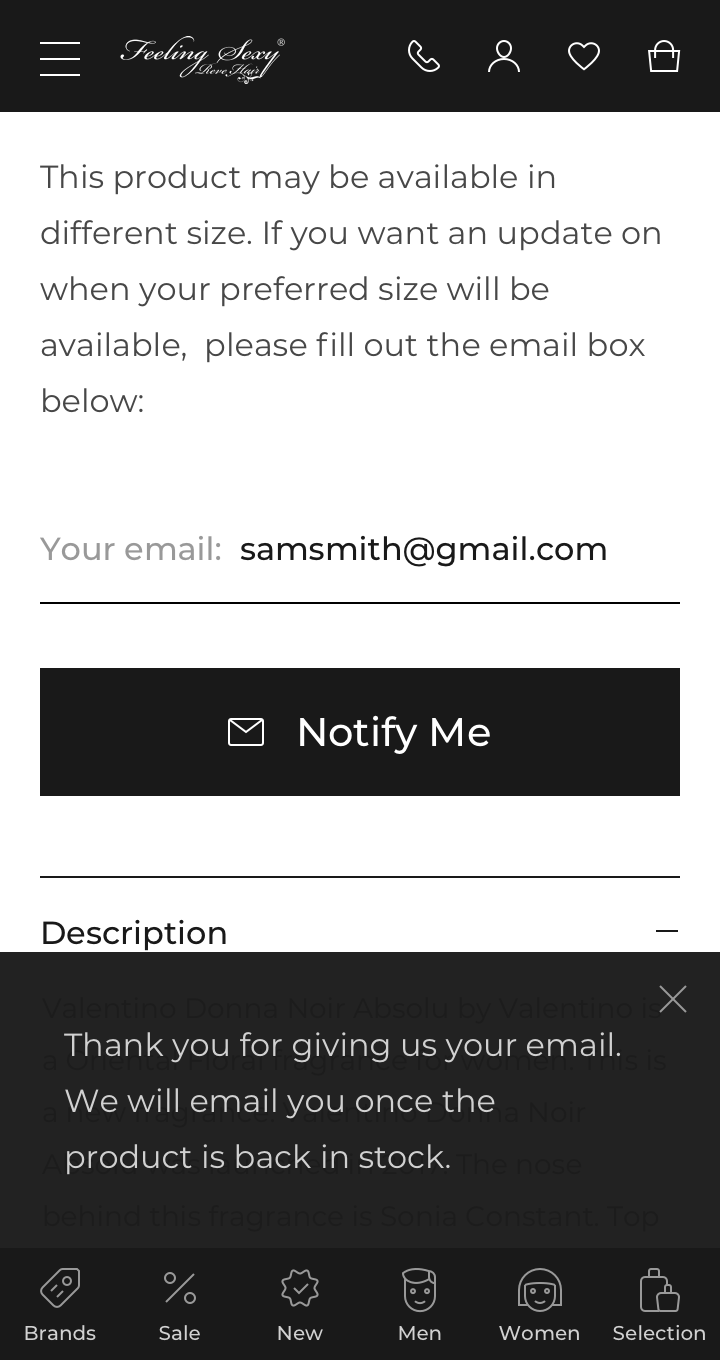 Feeling Sexy®
Reve Hair
This product may be available in
different size. If you want an update on
when your preferred size will be
available,  please fill out the email box
below:
Your email: samsmith@gmail.com
Notify Me
Description
Valentino Donna Noir Absolu by Valentino is
a Oriental Floral fragrance for women. This is
a new fragrance. Valentino Donna Noir
The nose
behind this fragrance is Sonia Constant. Top
Thank you for giving us your email.
We will email you once the
product is back in stock.
Brands
Sale
New
Men
Women
Selection